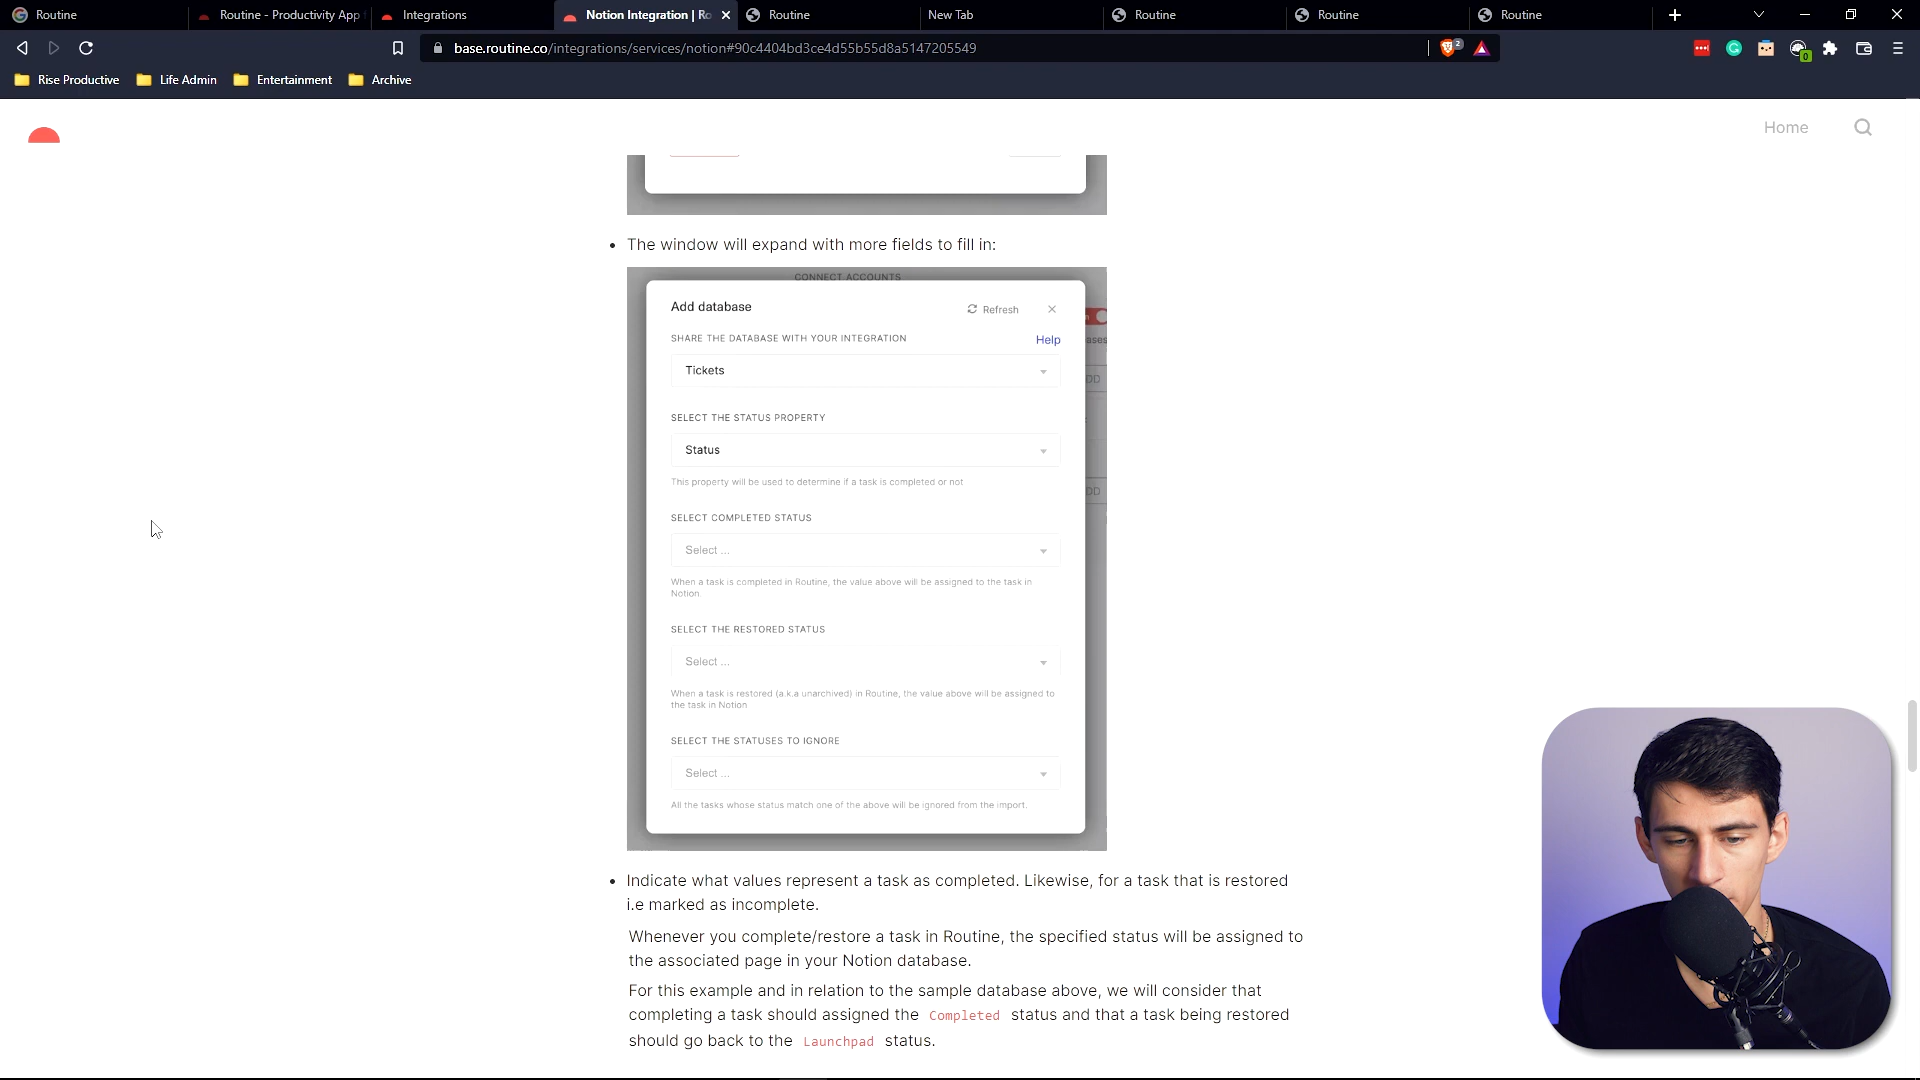 Routine
Routine - Productivity App
Integrations
Notion Integration | Ro
Routine
New Tab
Routine
Routine
Routine
base.routine.co/integrations/services/notion#90c4404bd3ce4d55b55d8a5147205549
2
0
Rise Productive
Life Admin
Entertainment
Archive
Home
The window will expand with more fields to fill in:
CONNECT ACCOUNTS
Add database
Refresh
SHARE THE DATABASE WITH YOUR INTEGRATION
Help
ases
Tickets
DD
SELECT THE STATUS PROPERTY
Status
This property will be used to determine if a task is completed or not
DD
SELECT COMPLETED STATUS
Select ...
When a task is completed in Routine, the value above will be assigned to the task in
Notion.
SELECT THE RESTORED STATUS
Select ...
When a task is restored (a.k.a unarchived) in Routine, the value above will be assigned to
the task in Notion
SELECT THE STATUSES TO IGNORE
Select ...
All the tasks whose status match one of the above will be ignored from the import.
Indicate what values represent a task as completed. Likewise, for a task that is restored
i.e marked as incomplete.
Whenever you complete/restore a task in Routine, the specified status will be assigned to
the associated page in your Notion database.
For this example and in relation to the sample database above, we will consider that
completing a task should assigned the Completed status and that a task being restored
should go back to the Launchpad status.